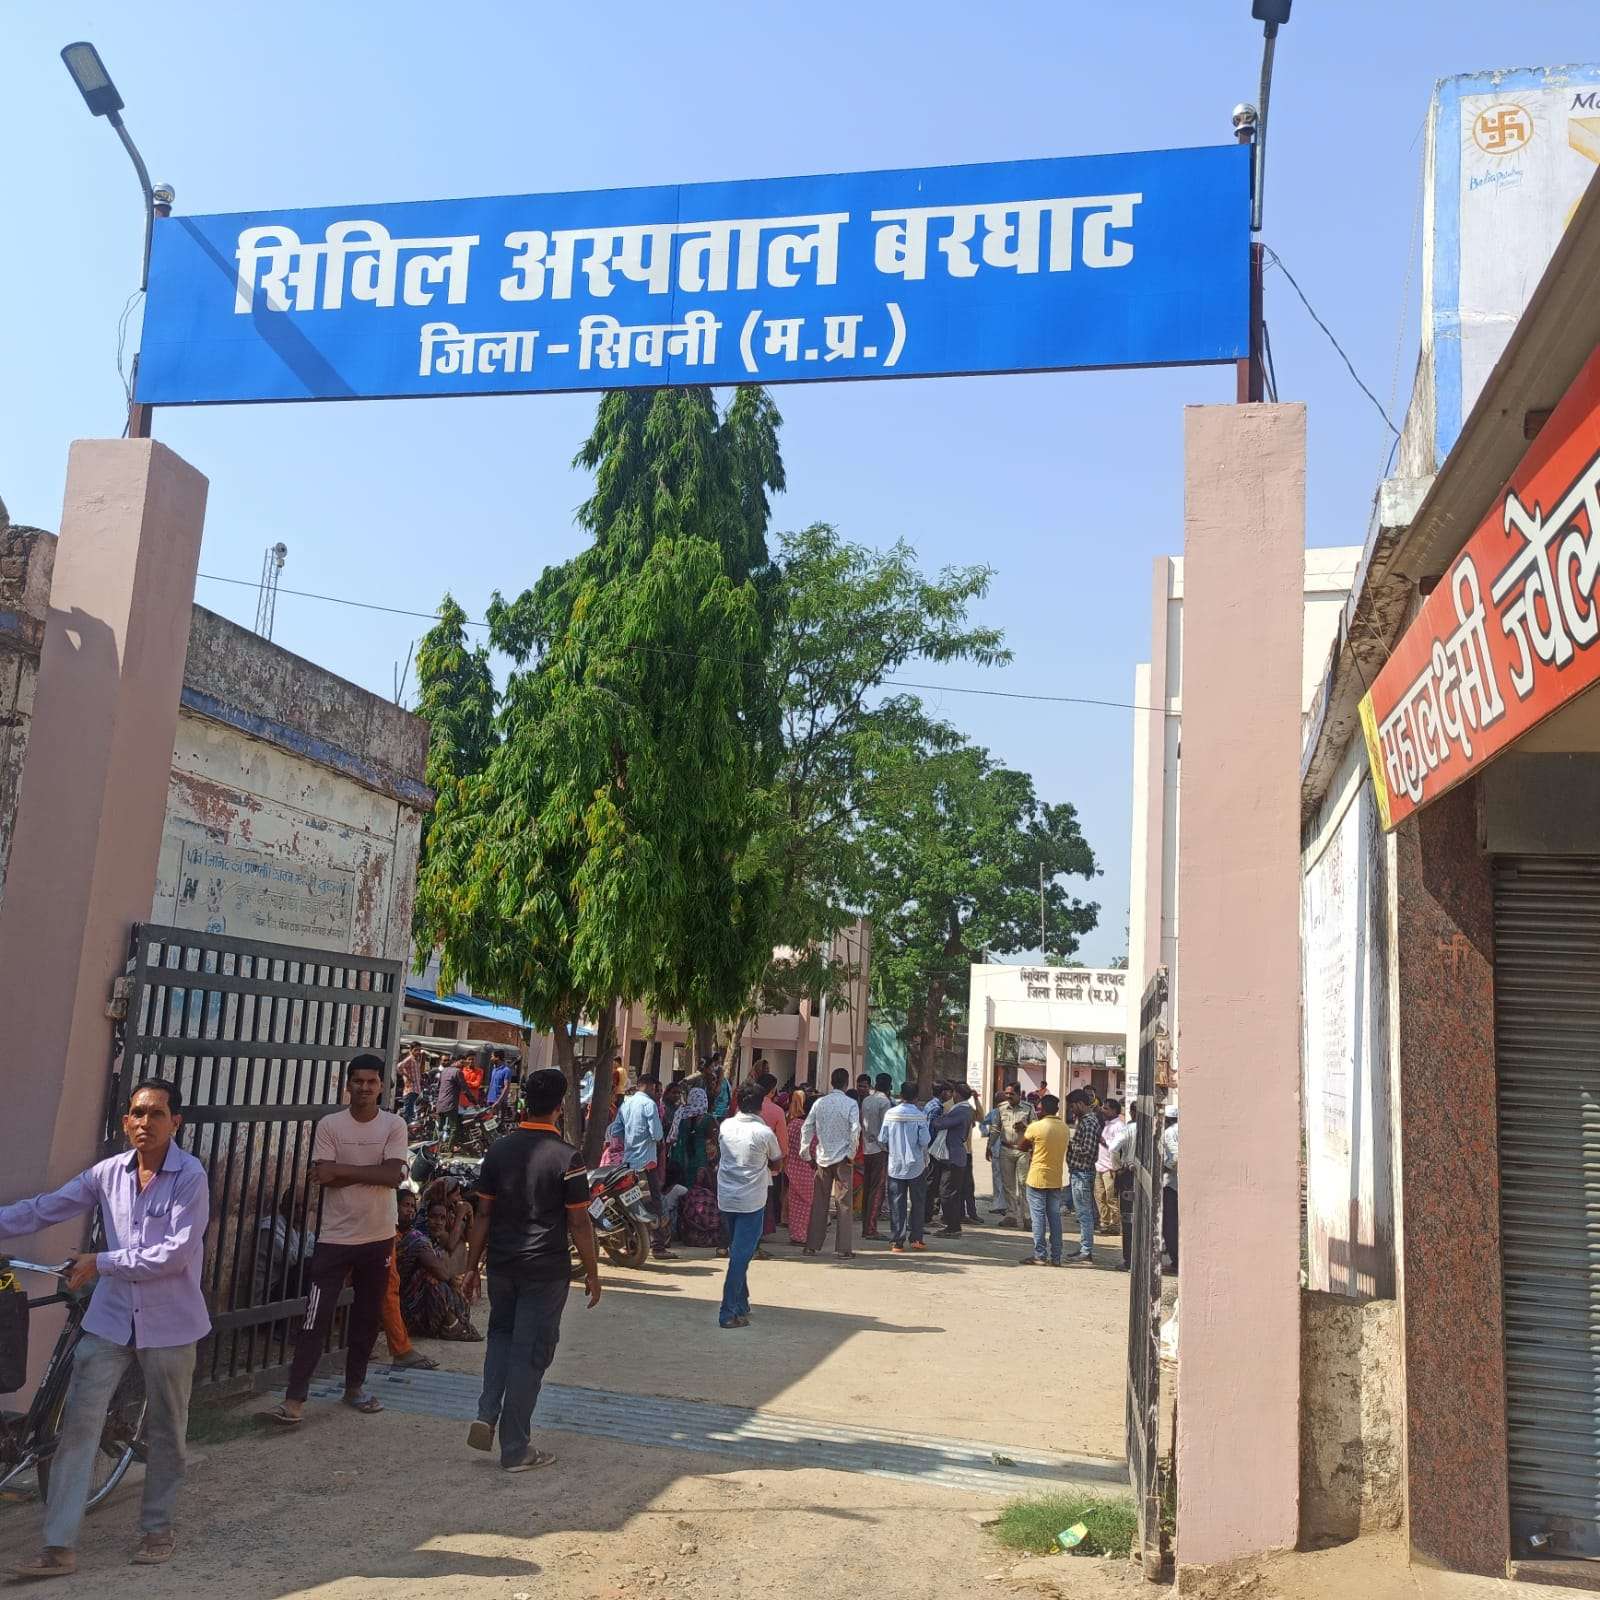 सिविल अस्पताल बरघाट
जिला - सिवनी (म.प्र.)
महालक्ष्मी ज्वेल
सिविल अस्पताल बरघाट
जिला सिवनी (म.प्र)